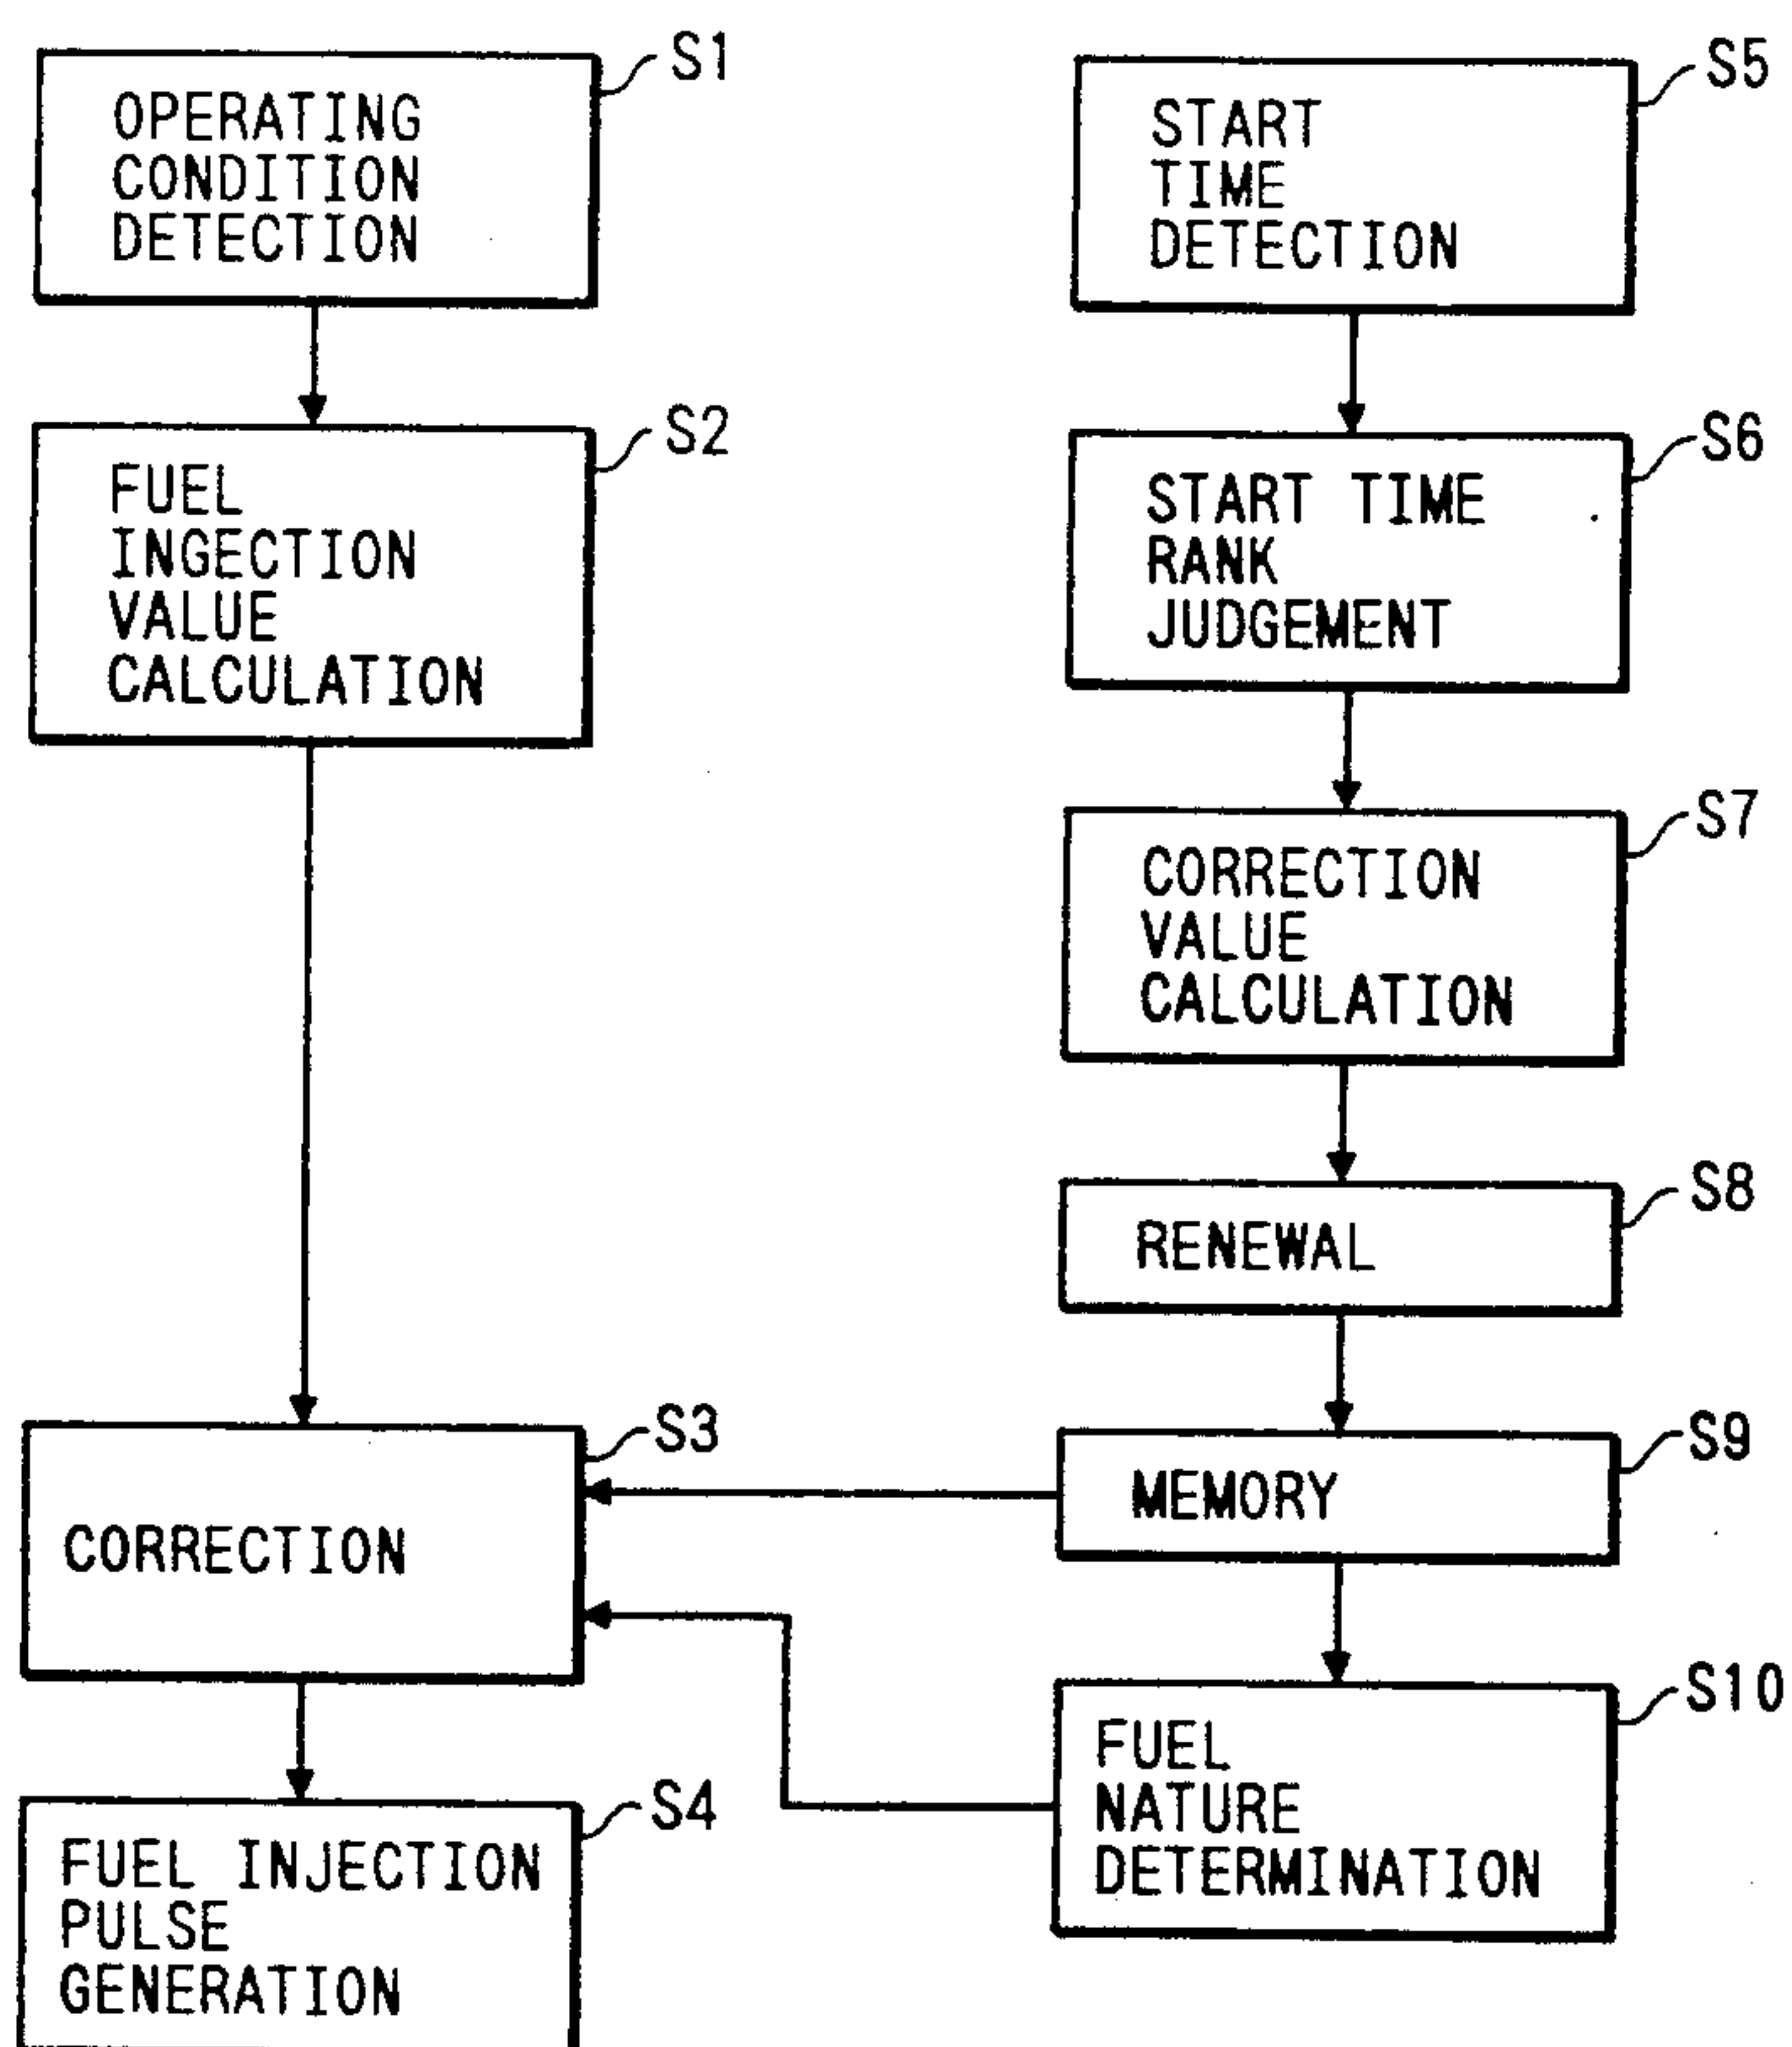 S1
OPERATING
CONDITION
DETECTION
S2
FUEL
INGECTION
VALUE
CALCULATION
S3
CORRECTION
S4
FUEL INJECTION
PULSE
GENERATION
S5
START
TIME
DETECTION
S6
START TIME
RANK
JUDGEMENT
S7
CORRECTION
VALUE
CALCULATION
S8
RENEWAL
S9
MEMORY
S10
FUEL
NATURE
DETERMINATION